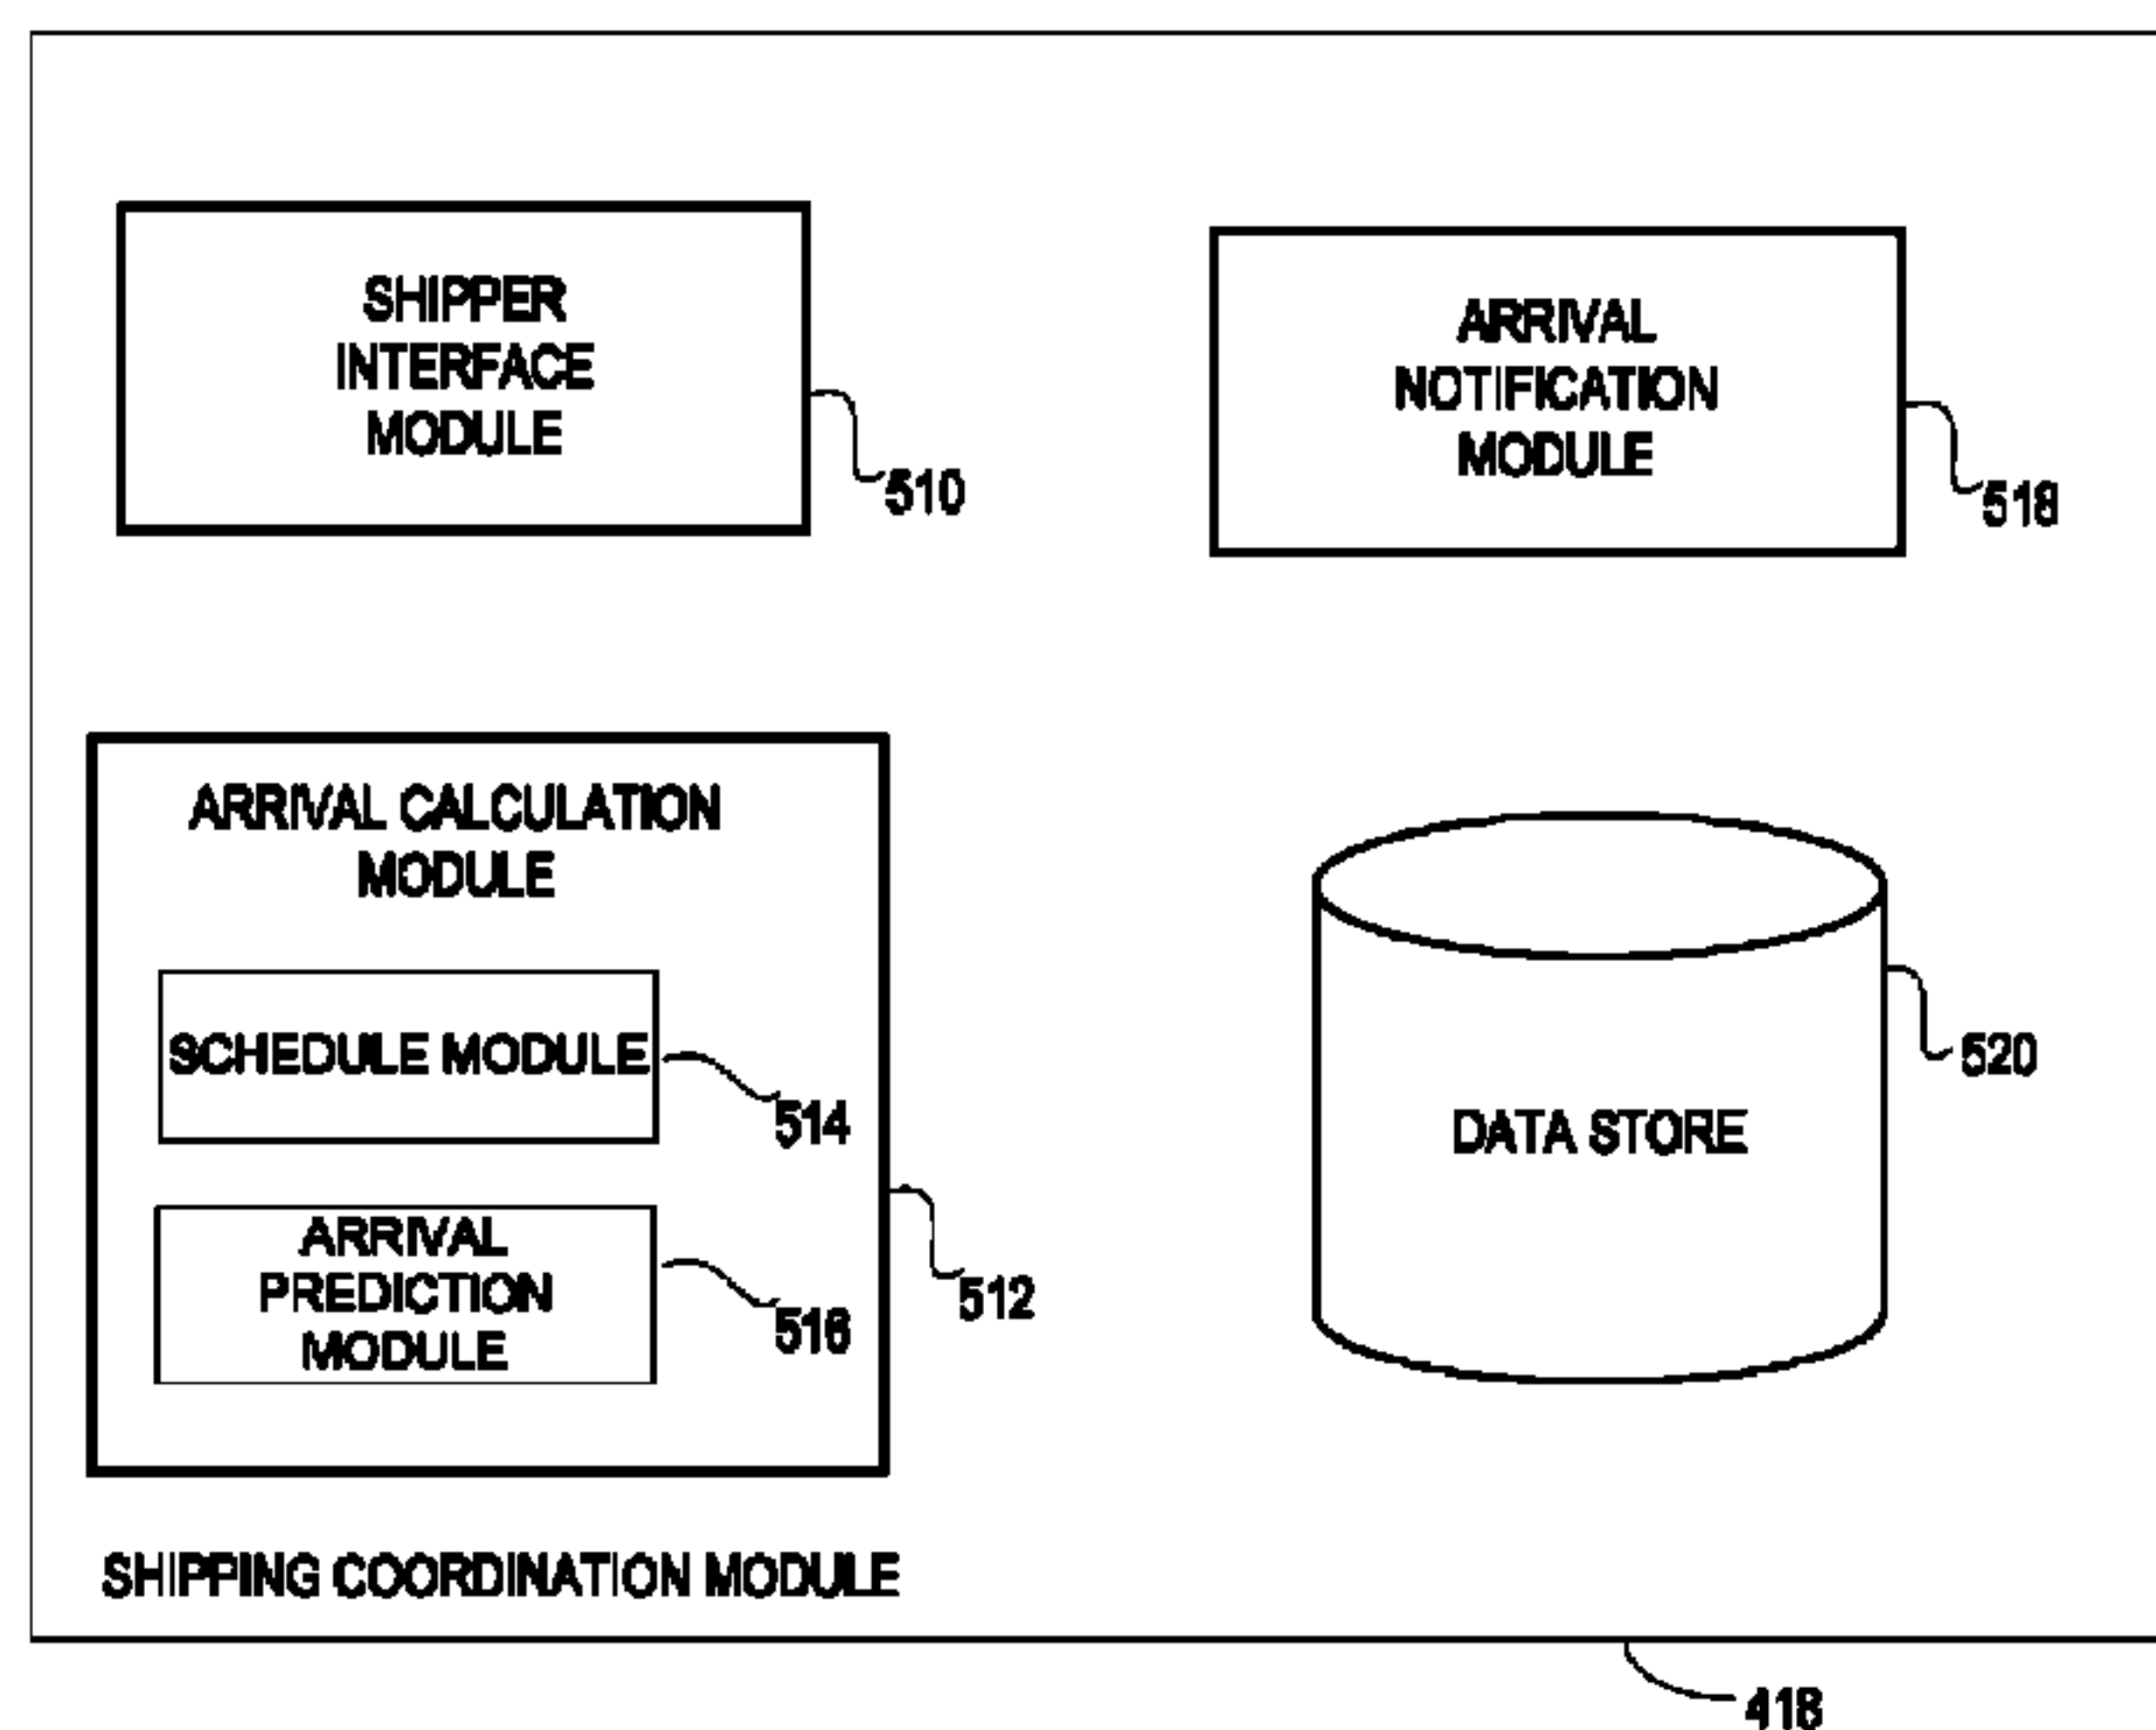 SHIPPER
INTERFACE
MODULE
510
ARRIVAL
NOTIFICATION
MODULE
518
ARRIVAL CALCULATION
MODULE
SCHEDULE MODULE
514
ARRIVAL
PREDICTION
MODULE
516
512
DATA STORE
520
SHIPPING COORDINATION MODULE
418